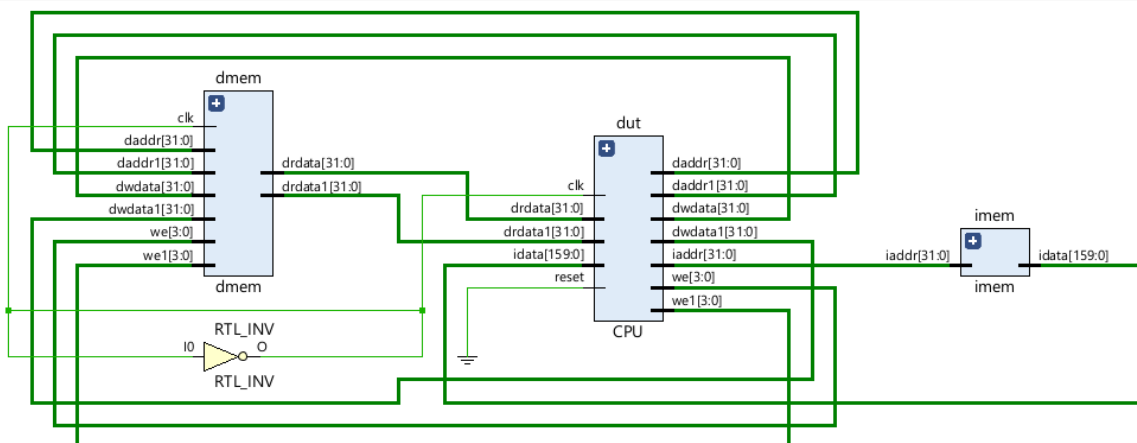 dmem
clk
daddr[31:0]
daddr1[31:0]
dwdata[31:0]
dwdata1[31:0]
we[3:0]
we1[3:0]
drdata[31:0]
drdata1[31:0]
dmem
RTL_INV
I0
O
RTL_INV
dut
clk
drdata[31:0]
drdata1[31:0]
idata[159:0]
reset
daddr[31:0]
daddr1[31:0]
dwdata[31:0]
dwdata1[31:0]
iaddr[31:0]
we[3:0]
we1[3:0]
CPU
imem
iaddr[31:0]
idata[159:0]
imem